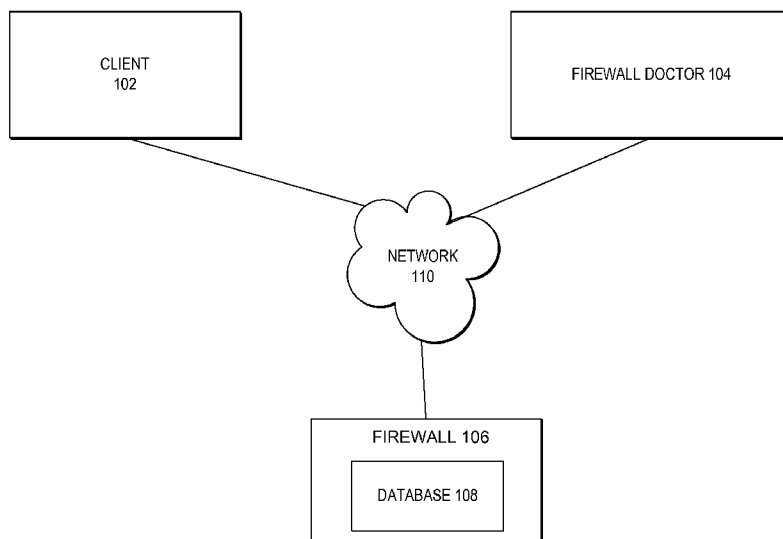 CLIENT
102
FIREWALL DOCTOR 104
NETWORK
110
FIREWALL 106
DATABASE 108